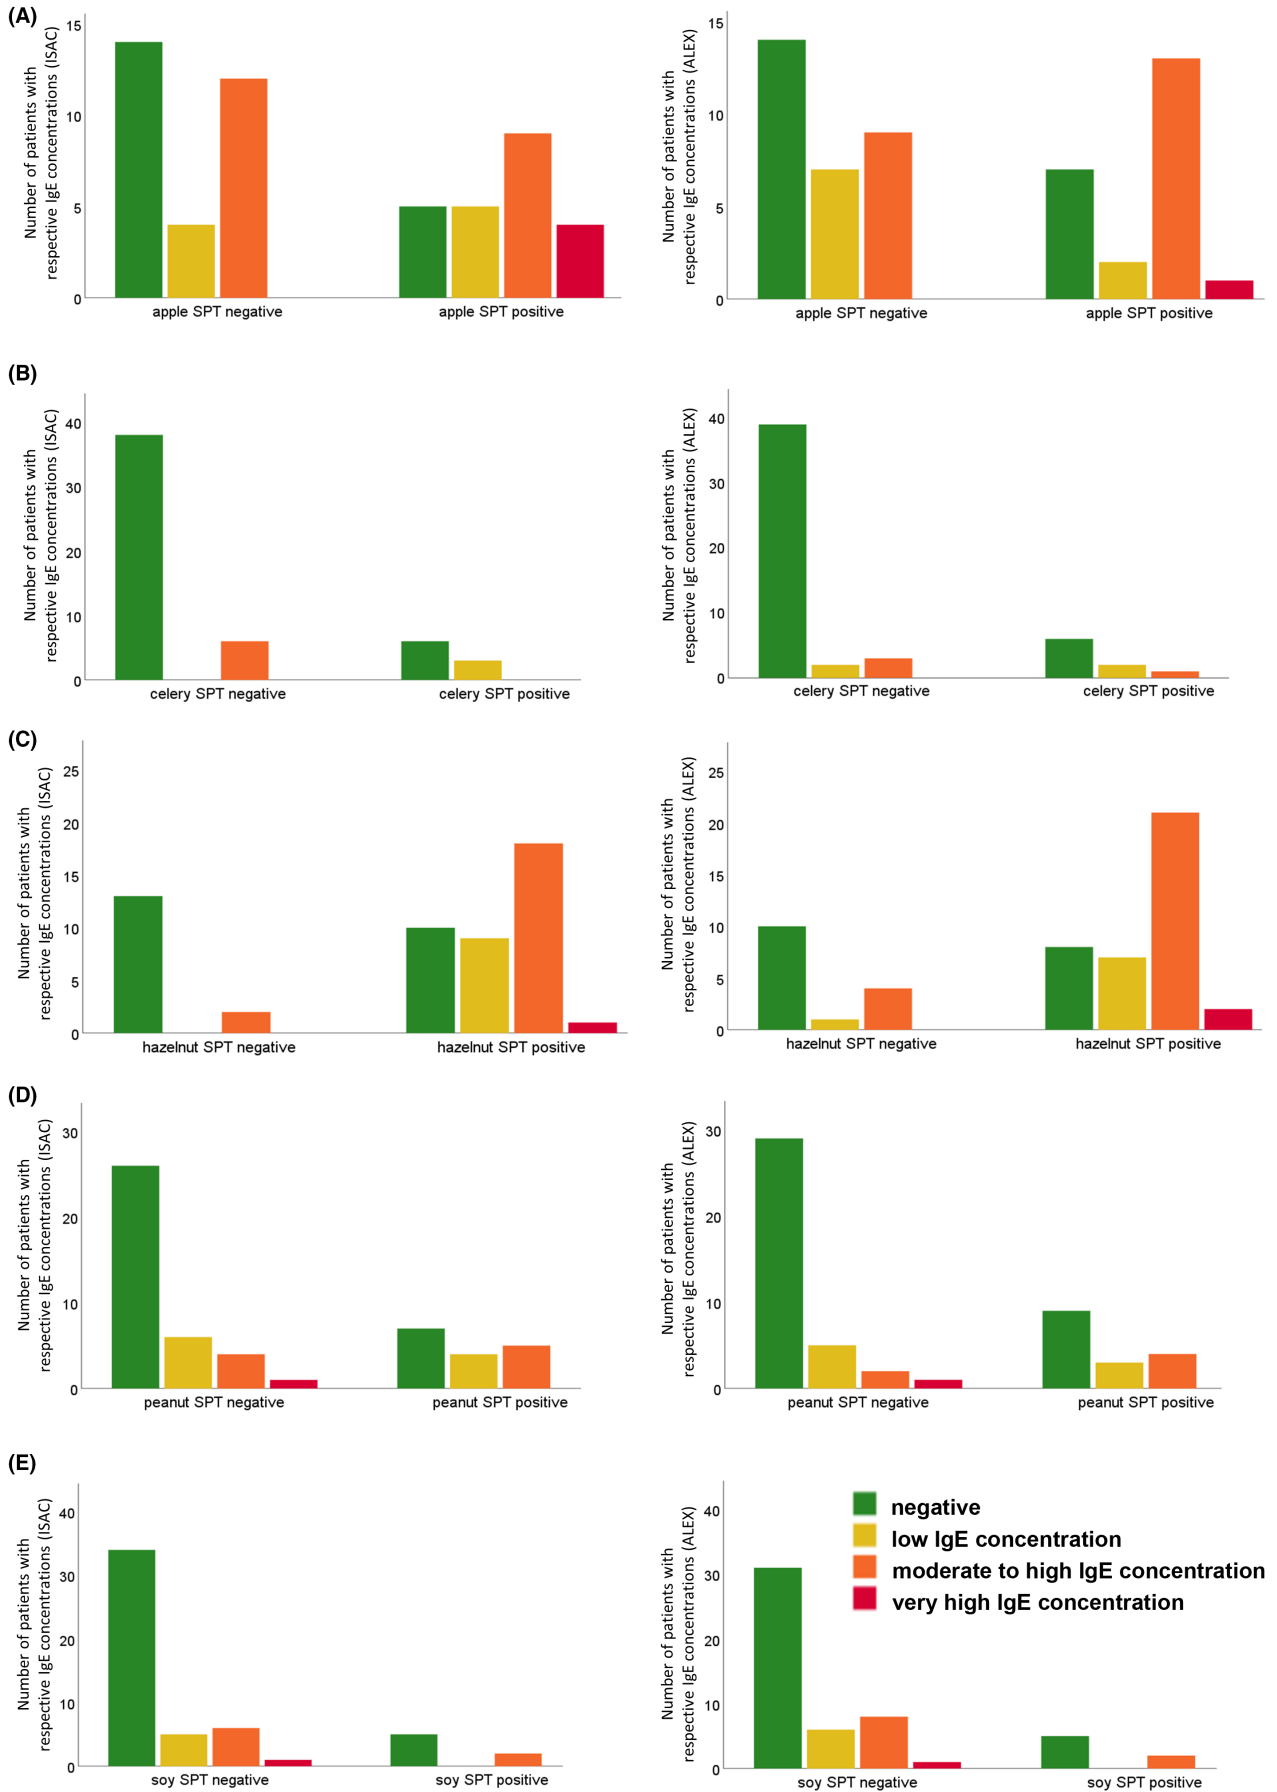 (A)
Number of patients with
respective IgE concentrations (ISAC)
15
10
5
0
apple SPT negative
apple SPT positive
Number of patients with
respective IgE concentrations (ALEX)
15
10
5
0
apple SPT negative
apple SPT positive
(B)
Number of patients with
respective IgE concentrations (ISAC)
40
30
20
10
0
celery SPT negative
celery SPT positive
Number of patients with
respective IgE concentrations (ALEX)
40
30
20
10
0
celery SPT negative
celery SPT positive
(C)
Number of patients with
respective IgE concentrations (ISAC)
25
20
15
10
5
0
hazelnut SPT negative
hazelnut SPT positive
Number of patients with
respective IgE concentrations (ALEX)
25
20
15
10
5
0
hazelnut SPT negative
hazelnut SPT positive
(D)
Number of patients with
respective IgE concentrations (ISAC)
30
20
10
0
peanut SPT negative
peanut SPT positive
Number of patients with
respective IgE concentrations (ALEX)
30
20
10
0
peanut SPT negative
peanut SPT positive
(E)
Number of patients with
respective IgE concentrations (ISAC)
40
30
20
10
0
soy SPT negative
soy SPT positive
Number of patients with
respective IgE concentrations (ALEX)
40
30
20
10
0
soy SPT negative
soy SPT positive
negative
low IgE concentration
moderate to high IgE concentration
very high IgE concentration